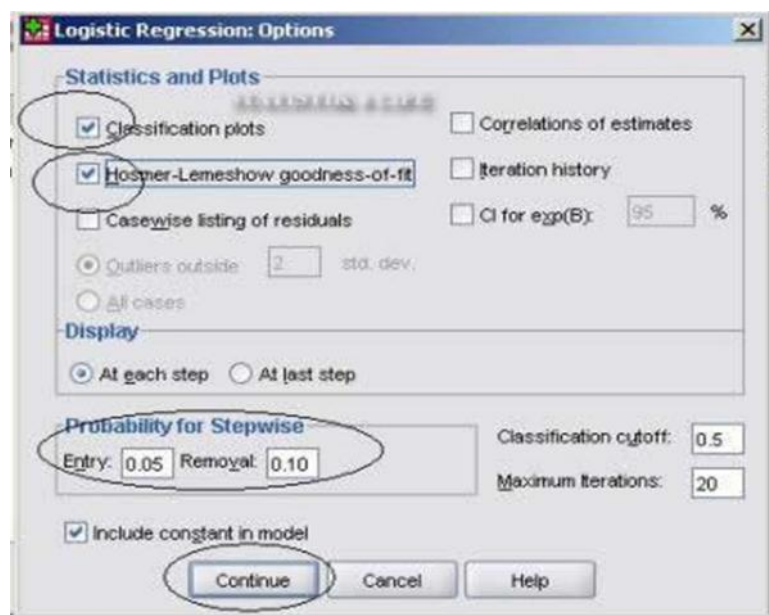 Logistic Regression: Options
Statistics and Plots
Classification plots
Correlations of estimates
Hosmer-Lemeshow goodness-of-fit
Iteration history
Casewise listing of residuals
CI for exp(B): 95 %
Outliers outside 2 std. dev.
All cases
Display
At each step At last step
Probability for Stepwise
Entry: 0.05 Removal: 0.10
Classification cutoff: 0.5
Maximum Iterations: 20
Include constant in model
Continue Cancel Help